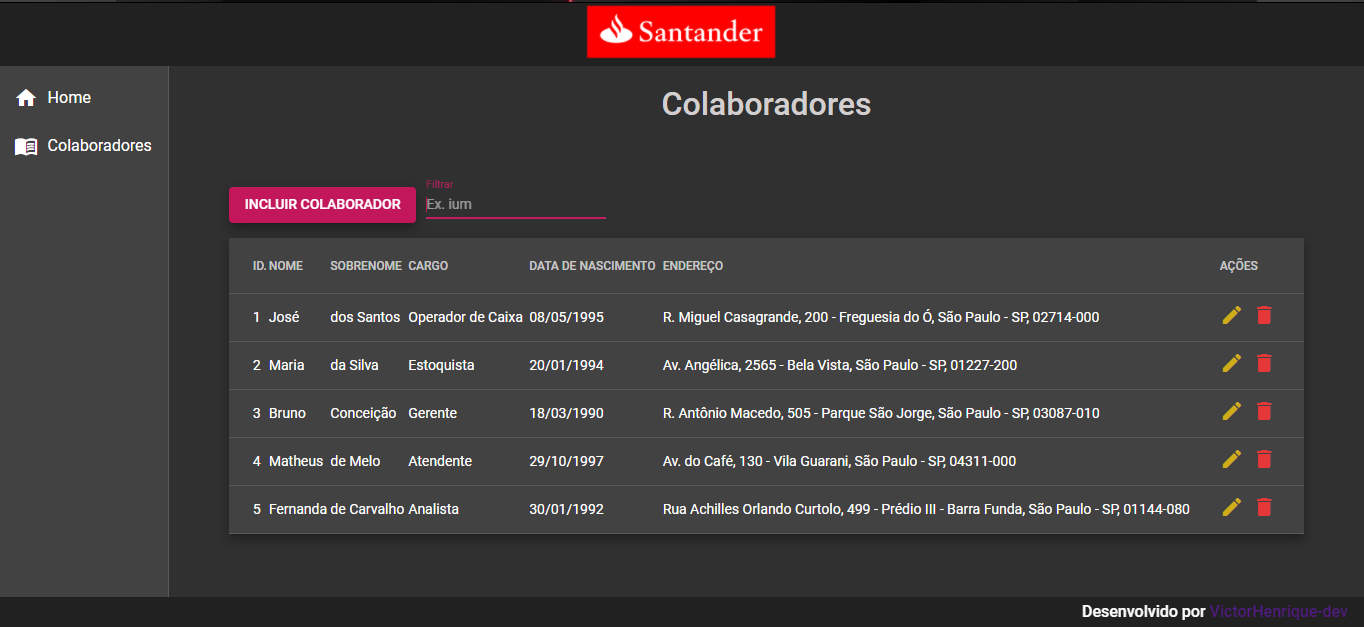 Santander
Home
Colaboradores
Colaboradores
INCLUIR COLABORADOR
Filtrar
Ex. ium
ID. NOME SOBRENOME CARGO DATA DE NASCIMENTO ENDEREÇO AÇÕES
1 José dos Santos Operador de Caixa 08/05/1995 R. Miguel Casagrande, 200 - Freguesia do Ó, São Paulo - SP, 02714-000
2 Maria da Silva Estoquista 20/01/1994 Av. Angélica, 2565 - Bela Vista, São Paulo - SP, 01227-200
3 Bruno Conceição Gerente 18/03/1990 R. Antônio Macedo, 505 - Parque São Jorge, São Paulo - SP, 03087-010
4 Matheus de Melo Atendente 29/10/1997 Av. do Café, 130 - Vila Guarani, São Paulo - SP, 04311-000
5 Fernanda de Carvalho Analista 30/01/1992 Rua Achilles Orlando Curtolo, 499 - Prédio III - Barra Funda, São Paulo - SP, 01144-080
Desenvolvido por VictorHenrique-dev